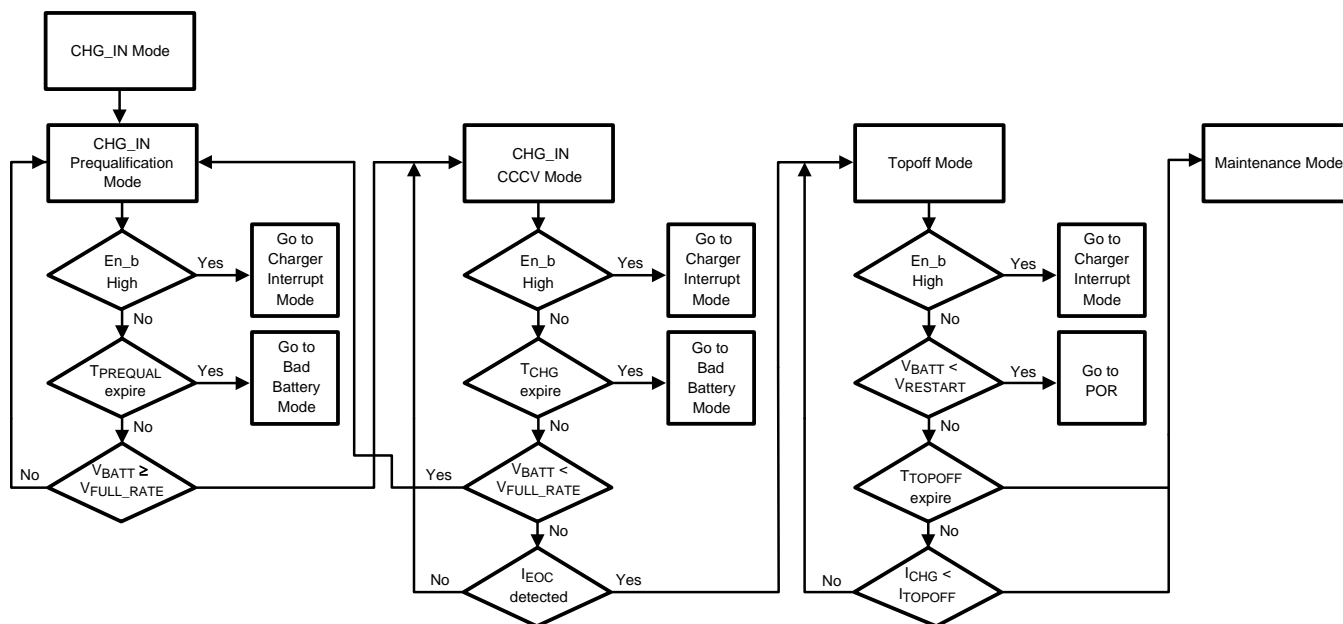 CHG_IN Mode
CHG_IN
Prequalification
Mode
En_b
High
Yes
Go to
Charger
Interrupt
Mode
No
TPREQUAL
expire
Yes
Go to
Bad
Battery
Mode
No
VBATT ≥
VFULL_RATE
No
CHG_IN
CCCV Mode
En_b
High
Yes
Go to
Charger
Interrupt
Mode
No
TCHG
expire
Yes
Go to
Bad
Battery
Mode
No
VBATT <
VFULL_RATE
Yes
No
IEOC
detected
No
Yes
Topoff Mode
En_b
High
Yes
Go to
Charger
Interrupt
Mode
No
VBATT <
VRESTART
Yes
Go to
POR
No
TTOPOFF
expire
No
ICHG <
ITOPOFF
No
Maintenance Mode